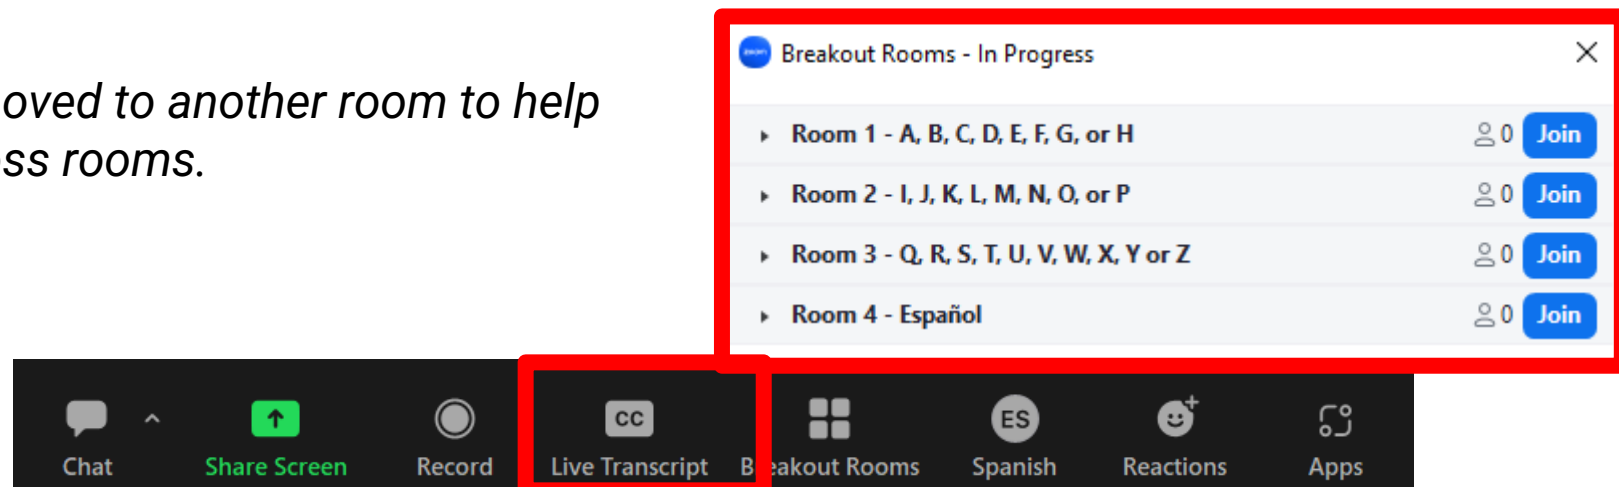 oved to another room to help
ss rooms.
Breakout Rooms - In Progress
Room 1 - A, B, C, D, E, F, G, or H 0 Join
Room 2 - I, J, K, L, M, N, O, or P 0 Join
Room 3 - Q, R, S, T, U, V, W, X, Y or Z 0 Join
Room 4 - Español 0 Join
CC ES
Chat Share Screen Record Live Transcript Breakout Rooms Spanish Reactions Apps